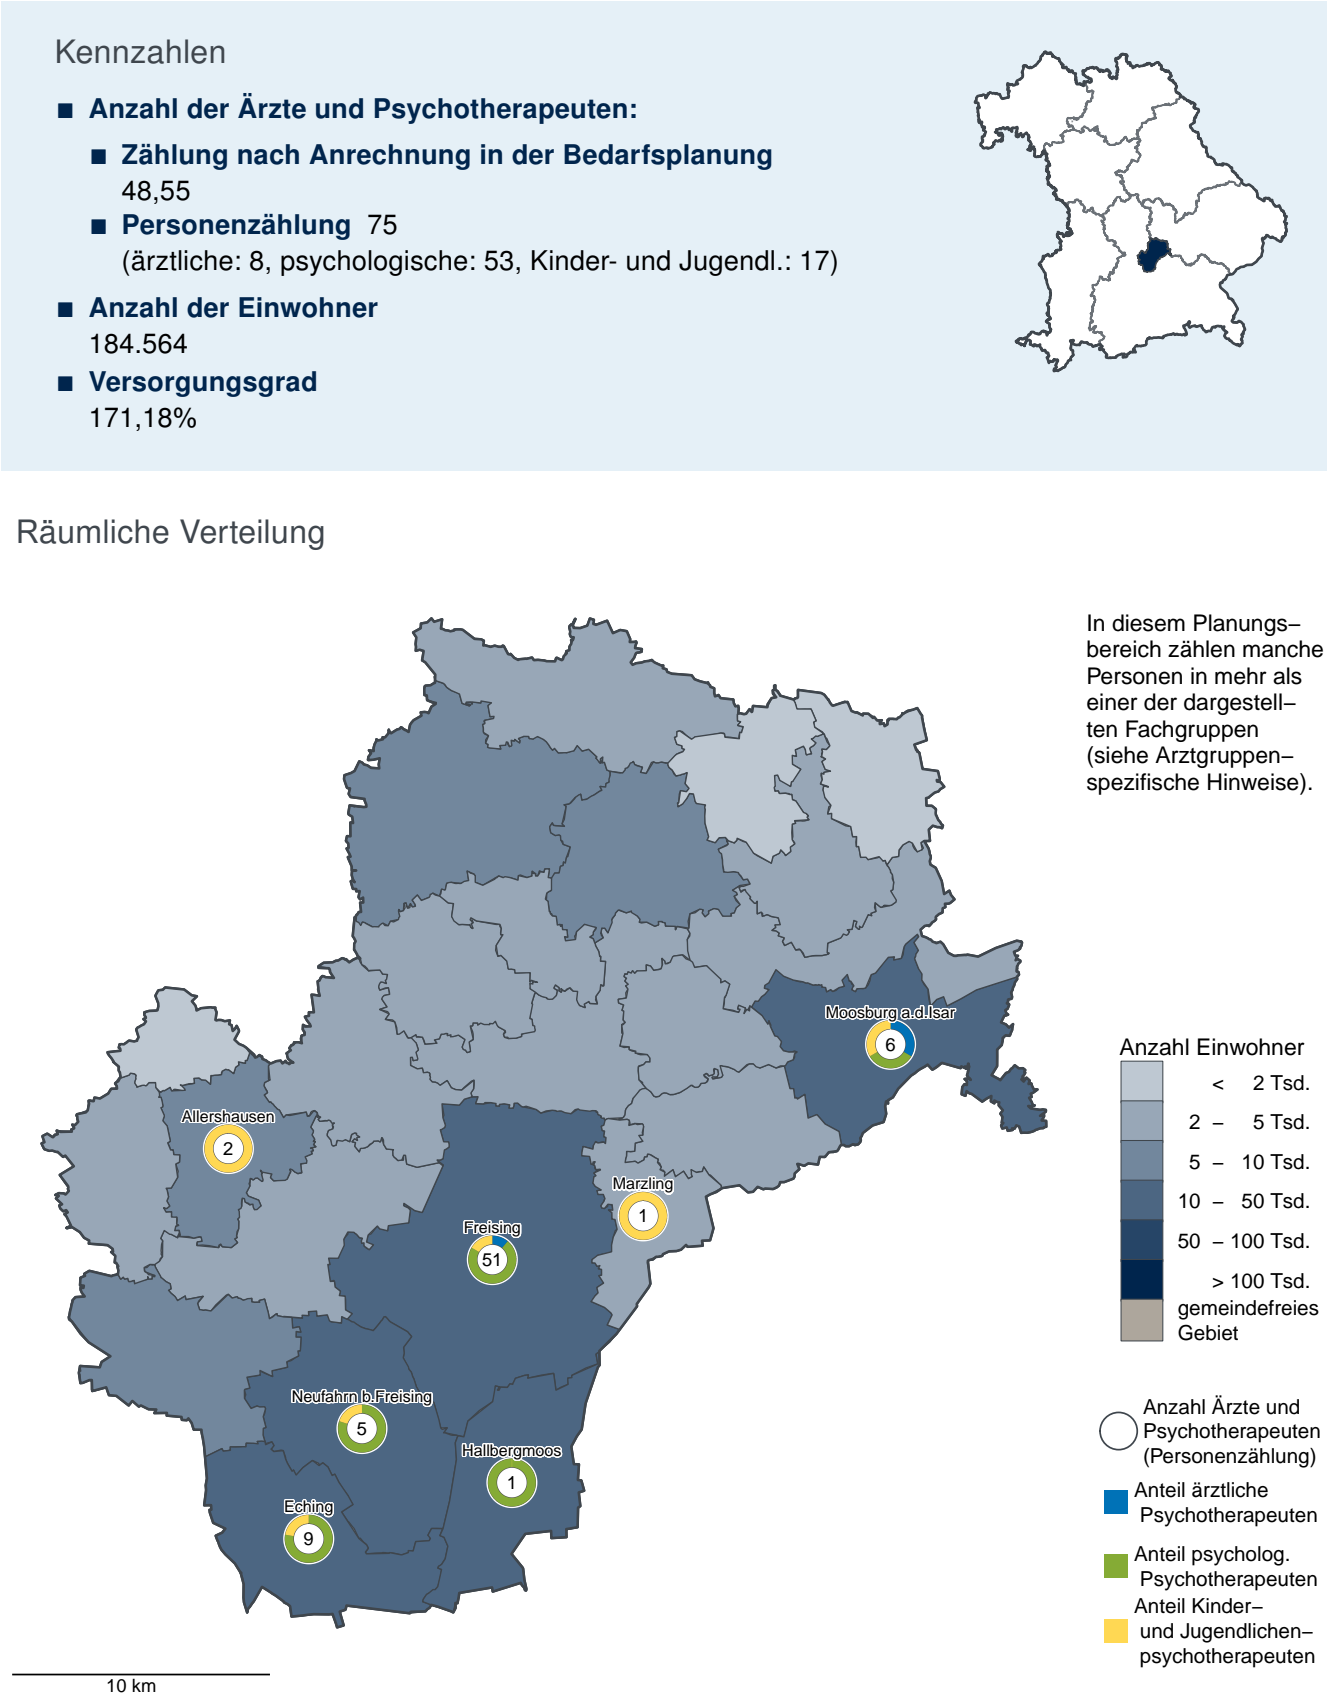 Kennzahlen
■ Anzahl der Ärzte und Psychotherapeuten:
■ Zählung nach Anrechnung in der Bedarfsplanung
48,55
■ Personenzählung 75
(ärztliche: 8, psychologische: 53, Kinder- und Jugendl.: 17)
■ Anzahl der Einwohner
184.564
■ Versorgungsgrad
171,18%
Räumliche Verteilung
In diesem Planungs–
bereich zählen manche
Personen in mehr als
einer der dargestell–
ten Fachgruppen
(siehe Arztgruppen–
spezifische Hinweise).
Moosburg a.d.Isar
6
Allershausen
2
Marzling
1
Freising
51
Neufahrn b.Freising
5
Hallbergmoos
1
Eching
9
10 km
Anzahl Einwohner
< 2 Tsd.
2 – 5 Tsd.
5 – 10 Tsd.
10 – 50 Tsd.
50 – 100 Tsd.
> 100 Tsd.
gemeindefreies
Gebiet
Anzahl Ärzte und
Psychotherapeuten
(Personenzählung)
Anteil ärztliche
Psychotherapeuten
Anteil psycholog.
Psychotherapeuten
Anteil Kinder–
und Jugendlichen–
psychotherapeuten